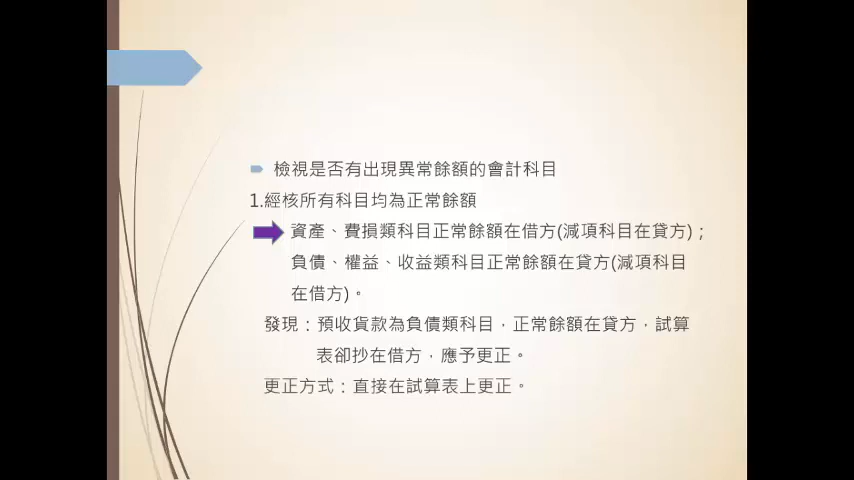 檢視是否有出現異常餘額的會計科目
1.經核所有科目均為正常餘額
資產、費損類科目正常餘額在借方(減項科目在貸方)；
負債、權益、收益類科目正常餘額在貸方(減項科目
在借方)。
發現：預收貨款為負債類科目，正常餘額在貸方，試算
表卻抄在借方，應予更正。
更正方式：直接在試算表上更正。